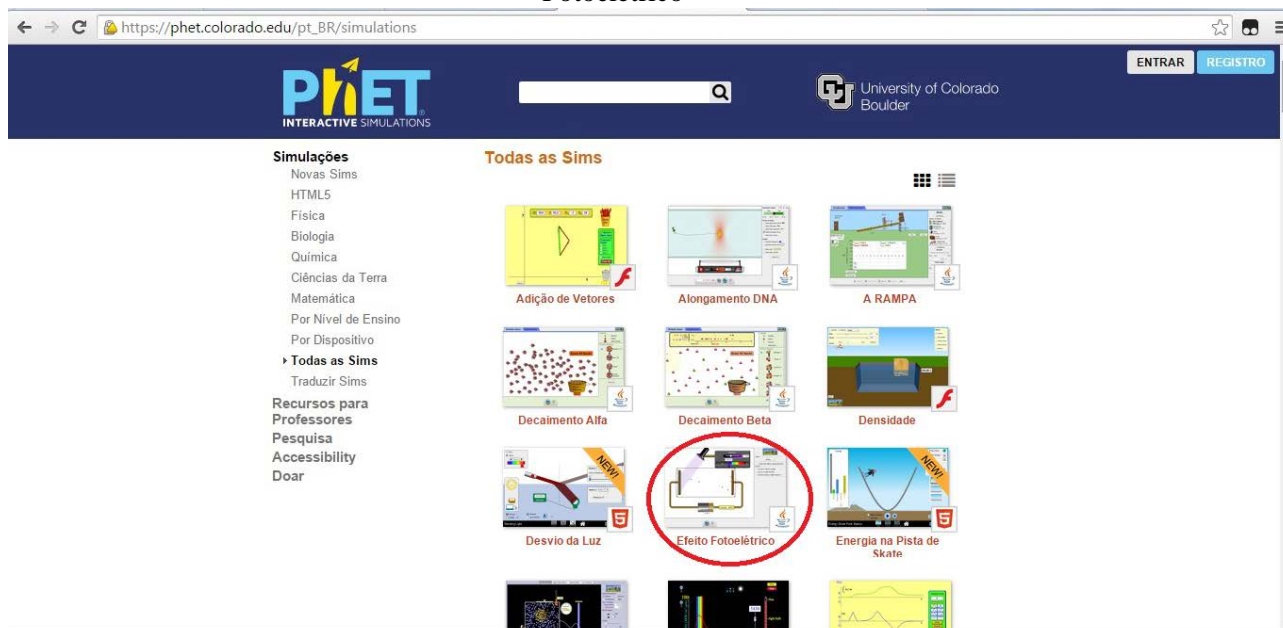 Fotoelétrico
https://phet.colorado.edu/pt_BR/simulations
ENTRAR REGISTRO
PhET
INTERACTIVE SIMULATIONS
University of Colorado
Boulder
Simulações
Novas Sims
HTML5
Física
Biologia
Química
Ciências da Terra
Matemática
Por Nível de Ensino
Por Dispositivo
Todas as Sims
Traduzir Sims
Recursos para
Professores
Pesquisa
Accessibility
Doar
Todas as Sims
Adição de Vetores
Alongamento DNA
A RAMPA
Decaimento Alfa
Decaimento Beta
Densidade
NEW!
NEW!
Desvio da Luz
Efeito Fotoelétrico
Energia na Pista de
Skate